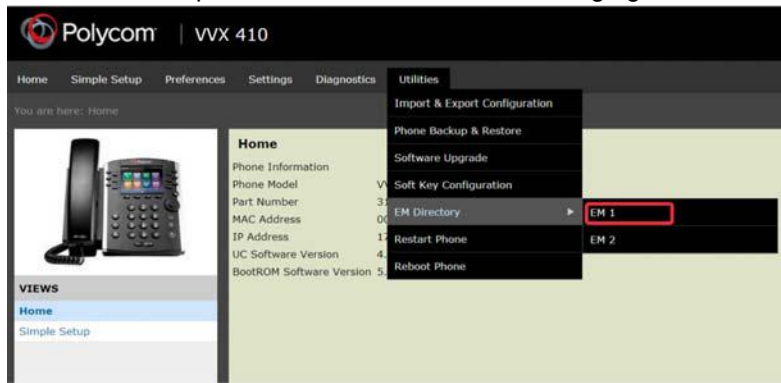 Polycom | VVX 410
Home Simple Setup Preferences Settings Diagnostics Utilities
You are here: Home
Import & Export Configuration
Phone Backup & Restore
Software Upgrade
Soft Key Configuration
EM Directory
EM 1
EM 2
Restart Phone
Reboot Phone
Home
Phone Information
Phone Model
Part Number
MAC Address
IP Address
UC Software Version 4.
BootROM Software Version 5.
VIEWS
Home
Simple Setup